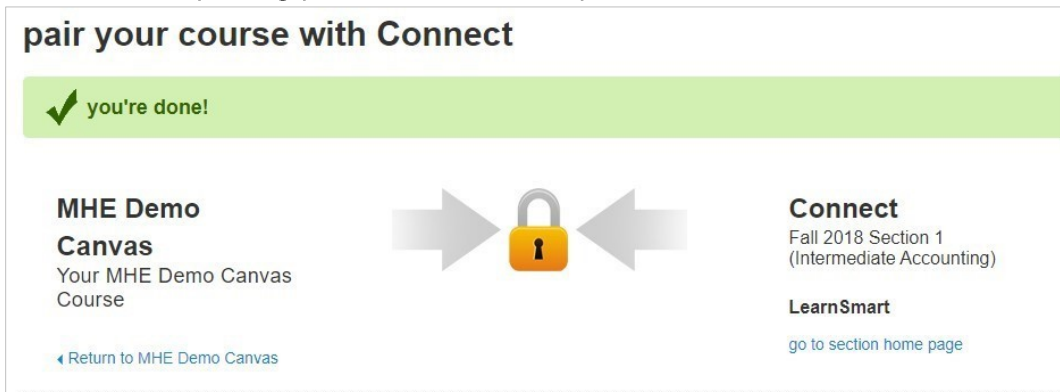 pair your course with Connect
you're done!
MHE Demo
Canvas
Your MHE Demo Canvas
Course
Return to MHE Demo Canvas
Connect
Fall 2018 Section 1
(Intermediate Accounting)
LearnSmart
go to section home page